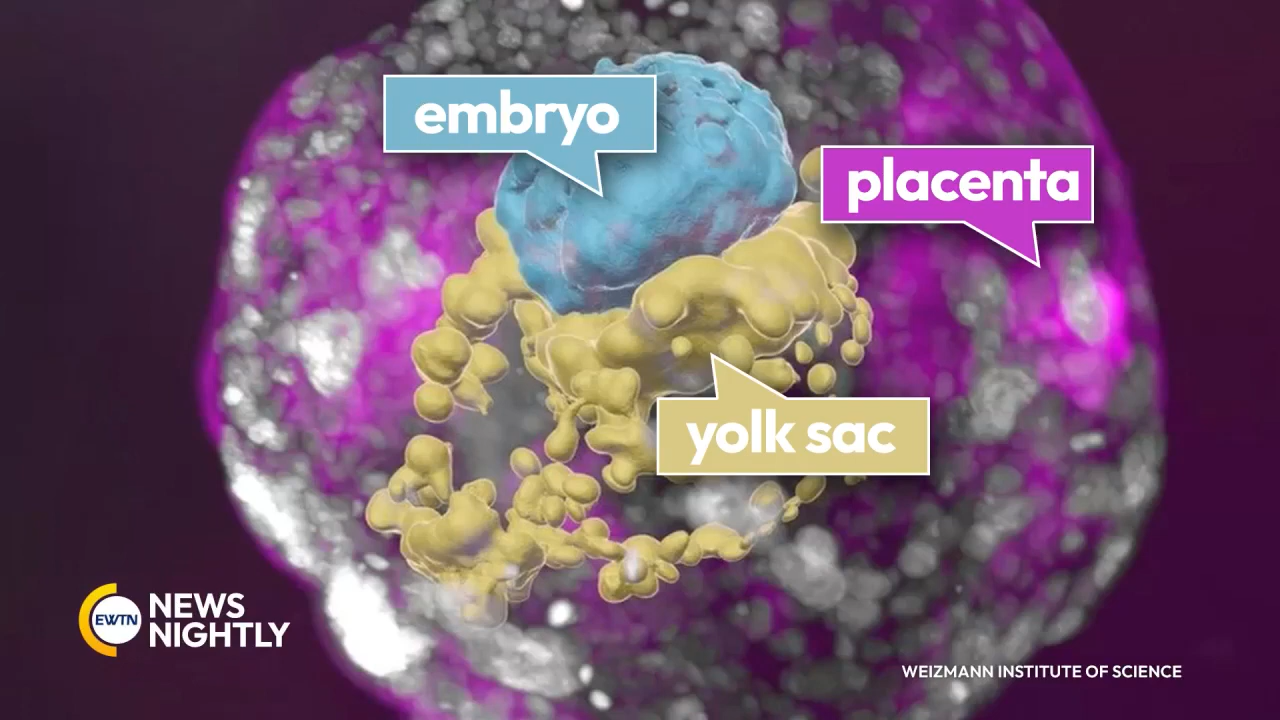 embryo
placenta
yolk sac
EWTN
NEWS
NIGHTLY
WEIZMANN INSTITUTE OF SCIENCE